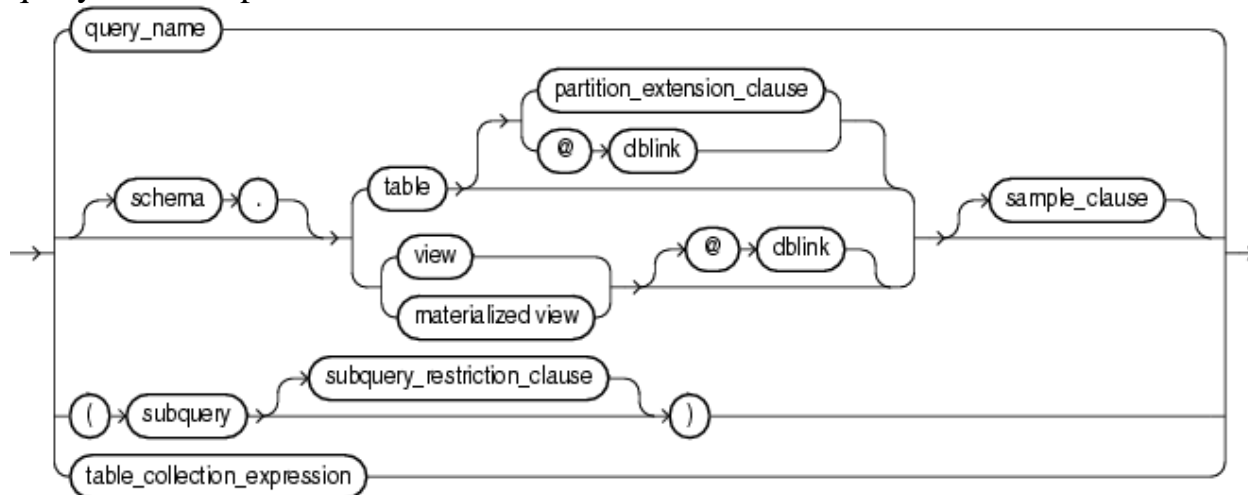 query_name
partition_extension_clause
@ dblink
table
schema . sample_clause
view @ dblink
materialized view
subquery_restriction_clause
( subquery )
table_collection_expression